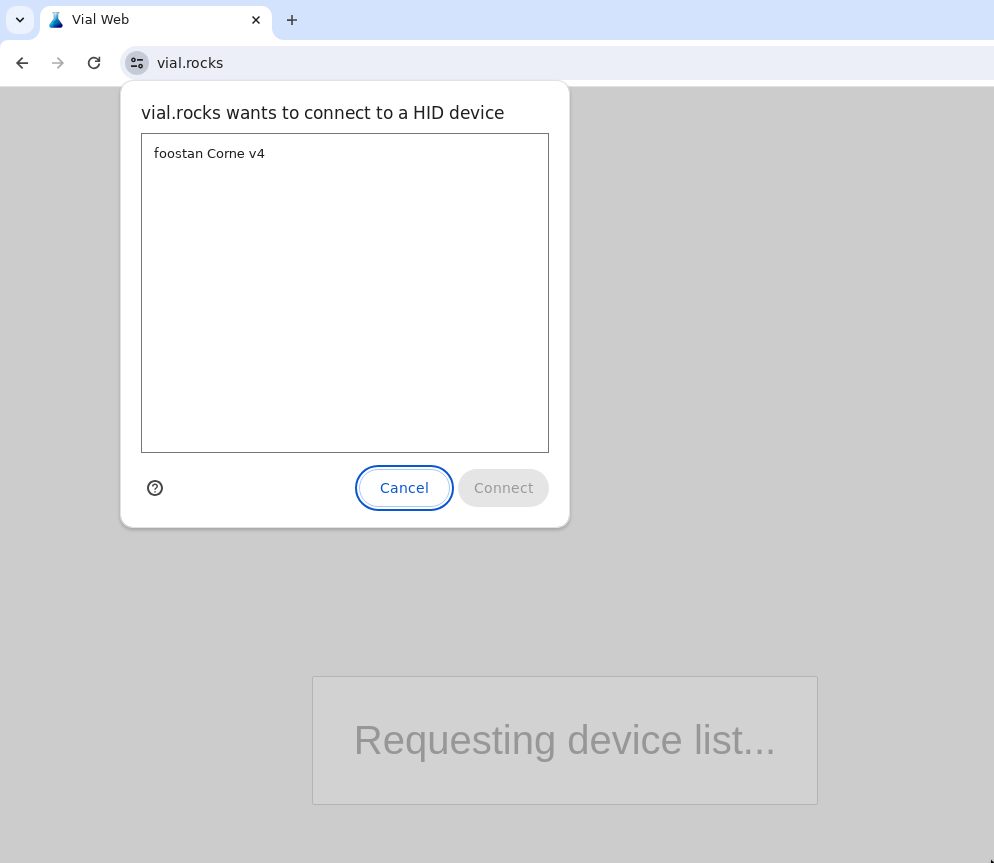 Vial Web
vial.rocks
vial.rocks wants to connect to a HID device
foostan Corne v4
Cancel
Connect
Requesting device list...